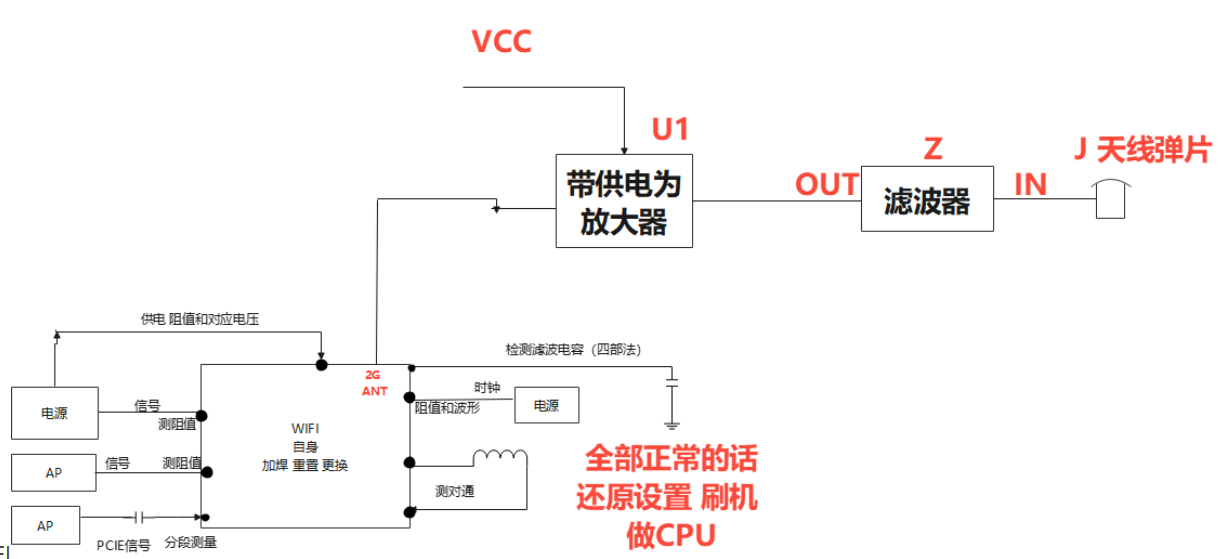 VCC
U1
带供电为
放大器
OUT
Z
滤波器
IN
J 天线弹片
供电 阻值和对应电压
2G
ANT
检测滤波电容（四部法）
电源
信号
测阻值
时钟
阻值和波形
电源
WIFI
自身
加焊 重置 更换
AP
信号
测阻值
测对通
AP
PCIE信号
分段测量
全部正常的话
还原设置 刷机
做CPU